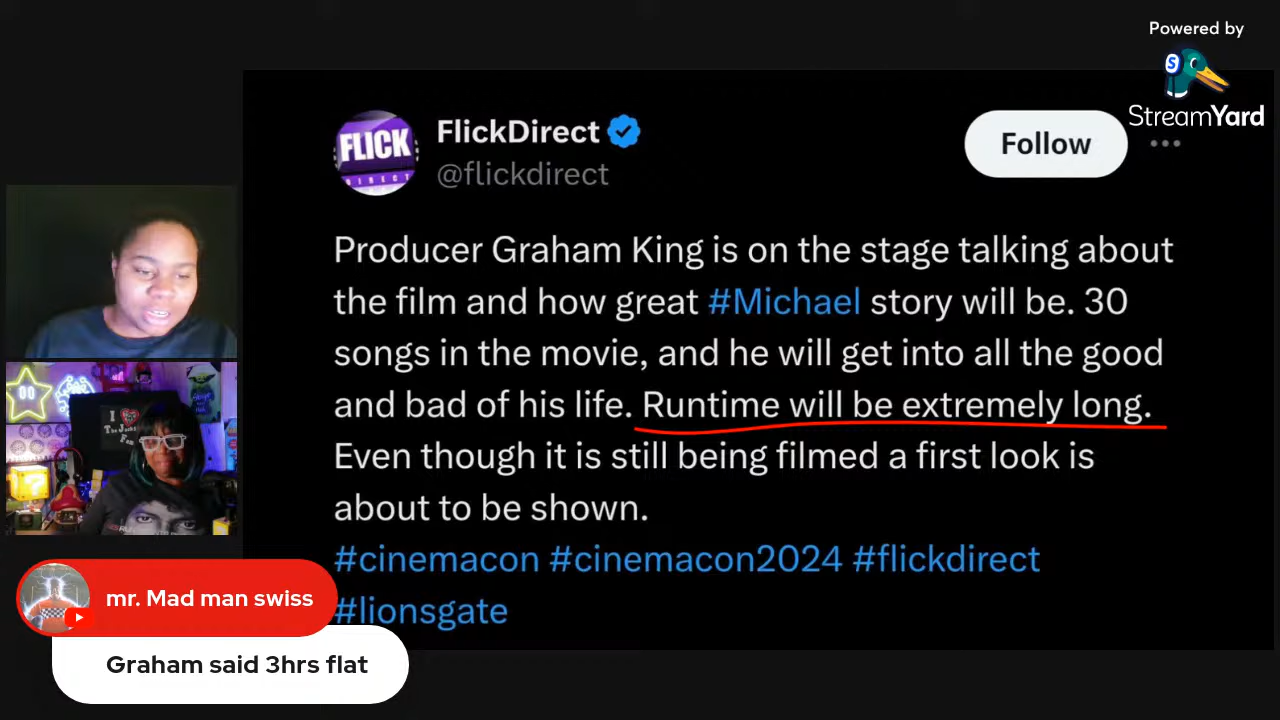 Powered by
StreamYard
FLICK
DIRECT
FlickDirect
@flickdirect
Follow
Producer Graham King is on the stage talking about
the film and how great #Michael story will be. 30
songs in the movie, and he will get into all the good
and bad of his life. Runtime will be extremely long.
Even though it is still being filmed a first look is
about to be shown.
#cinemacon #cinemacon2024 #flickdirect
#lionsgate
mr. Mad man swiss
Graham said 3hrs flat